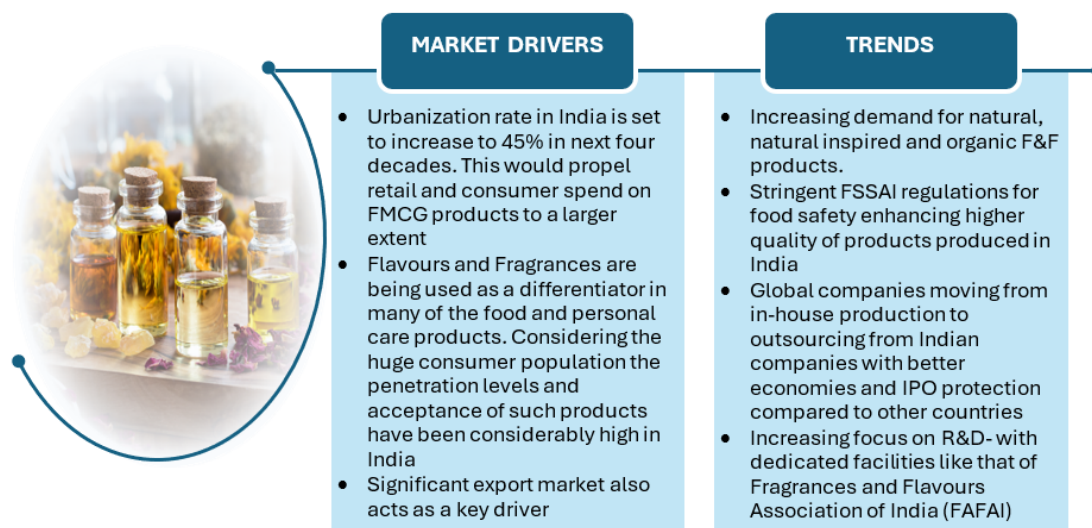 MARKET DRIVERS
• Urbanization rate in India is set
to increase to 45% in next four
decades. This would propel
retail and consumer spend on
FMCG products to a larger
extent
• Flavours and Fragrances are
being used as a differentiator in
many of the food and personal
care products. Considering the
huge consumer population the
penetration levels and
acceptance of such products
have been considerably high in
India
• Significant export market also
acts as a key driver
TRENDS
• Increasing demand for natural,
natural inspired and organic F&F
products.
• Stringent FSSAI regulations for
food safety enhancing higher
quality of products produced in
India
• Global companies moving from
in-house production to
outsourcing from Indian
companies with better
economies and IPO protection
compared to other countries
• Increasing focus on R&D- with
dedicated facilities like that of
Fragrances and Flavours
Association of India (FAFAI)